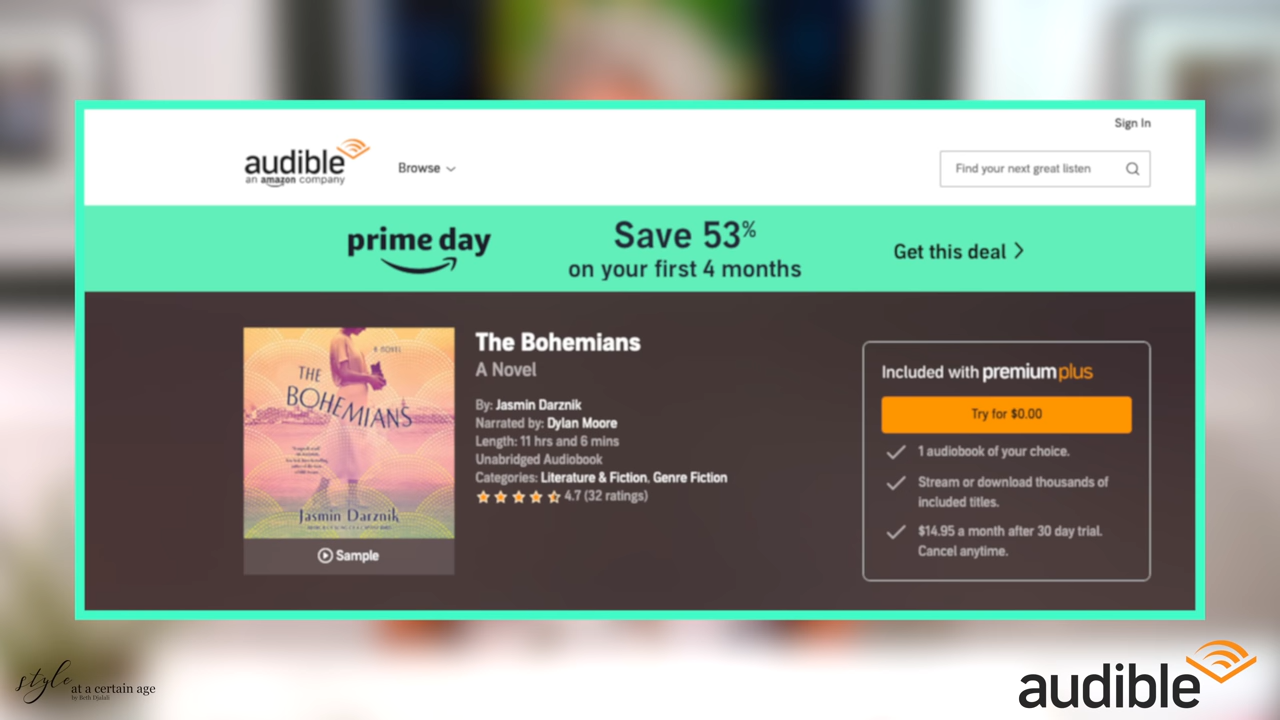 Sign In
audible
an amazon company
Browse
Find your next great listen
prime day
Save 53%
on your first 4 months
Get this deal
A NOVEL
THE
BOHEMIANS
Jasmin Darznik
Sample
The Bohemians
A Novel
By: Jasmin Darznik
Narrated by: Dylan Moore
Length: 11 hrs and 6 mins
Unabridged Audiobook
Categories: Literature & Fiction, Genre Fiction
4.7 (32 ratings)
Included with premium plus
Try for $0.00
1 audiobook of your choice.
Stream or download thousands of
included titles.
$14.95 a month after 30 day trial.
Cancel anytime.
style at a certain age
by Beth Djalali
audible